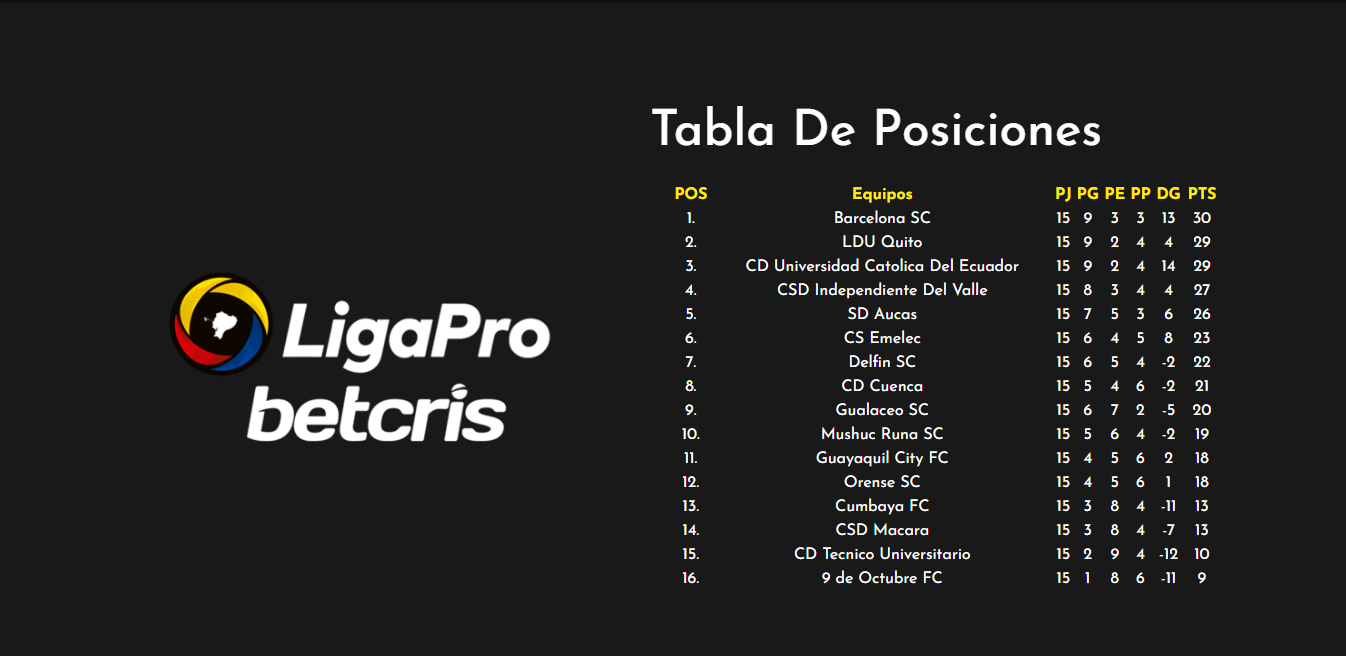 Tabla De Posiciones
POS Equipos PJ PG PE PP DG PTS
1. Barcelona SC 15 9 3 3 13 30
2. LDU Quito 15 9 2 4 4 29
3. CD Universidad Catolica Del Ecuador 15 9 2 4 14 29
4. CSD Independiente Del Valle 15 8 3 4 4 27
5. SD Aucas 15 7 5 3 6 26
6. CS Emelec 15 6 4 5 8 23
7. Delfin SC 15 6 5 4 -2 22
8. CD Cuenca 15 5 4 6 -2 21
9. Gualaceo SC 15 6 7 2 -5 20
10. Mushuc Runa SC 15 5 6 4 -2 19
11. Guayaquil City FC 15 4 5 6 2 18
12. Orense SC 15 4 5 6 1 18
13. Cumbaya FC 15 3 8 4 -11 13
14. CSD Macara 15 3 8 4 -7 13
15. CD Tecnico Universitario 15 2 9 4 -12 10
16. 9 de Octubre FC 15 1 8 6 -11 9
LigaPro
betcris